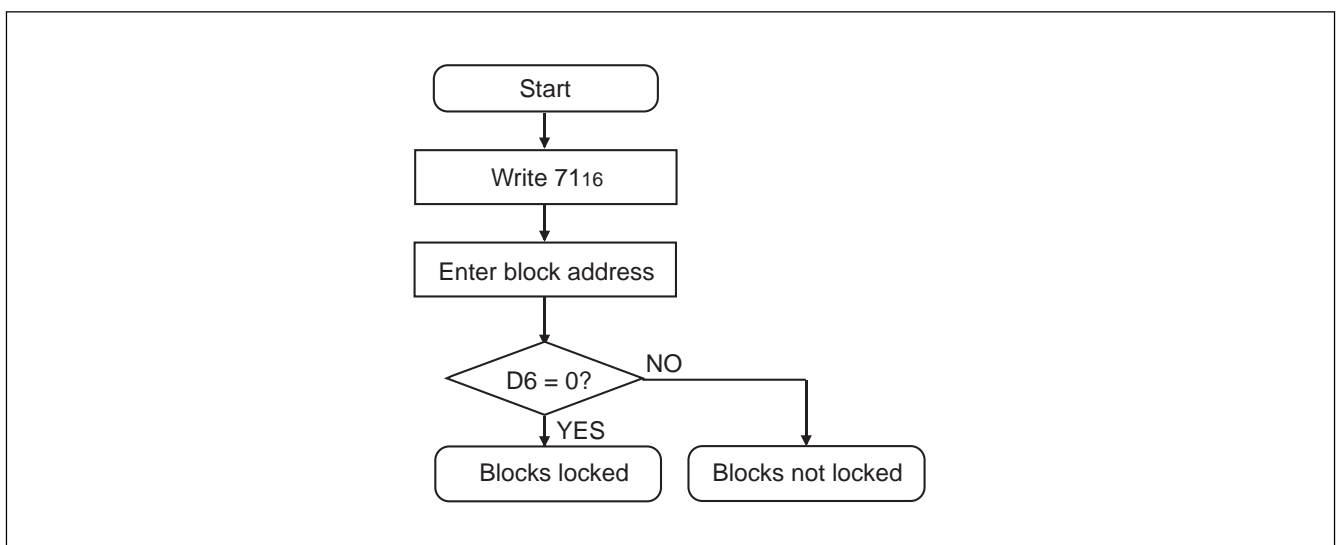 Start
Write 7116
Enter block address
D6 = 0?
NO
YES
Blocks locked
Blocks not locked